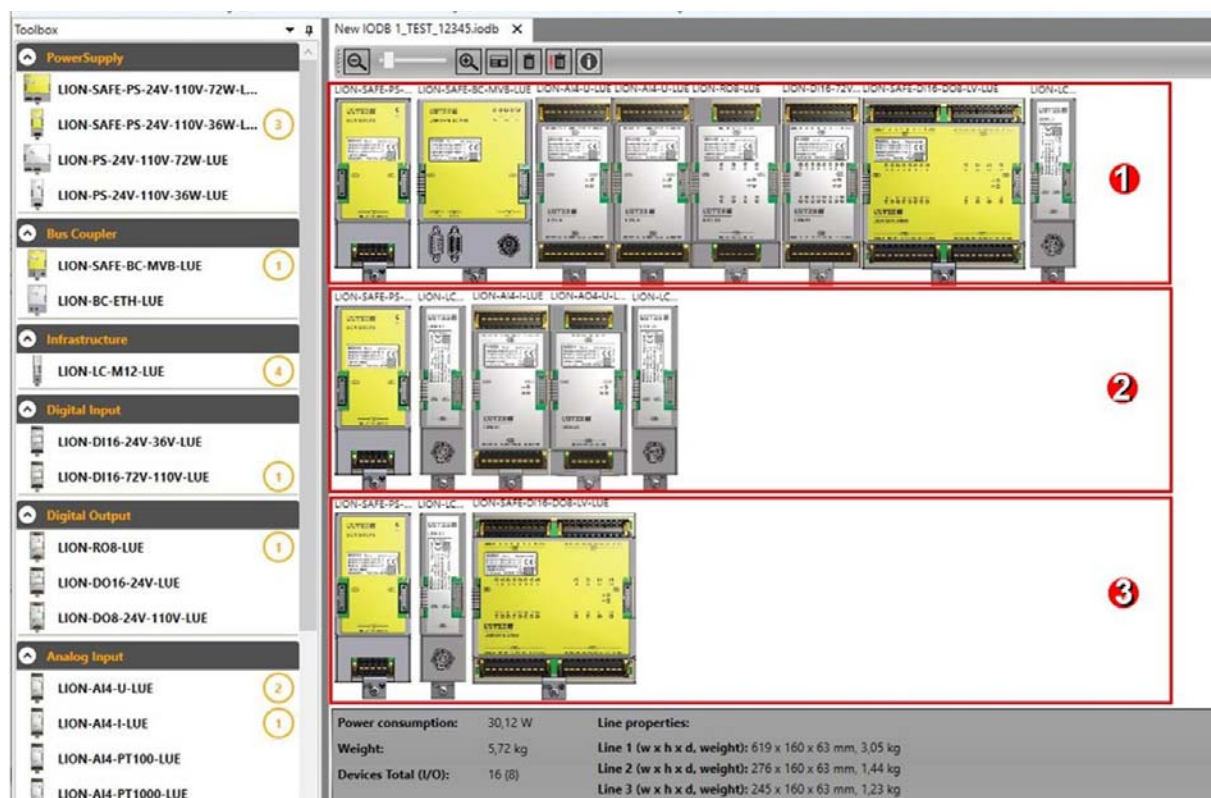 Toolbox
PowerSupply
LION-SAFE-PS-24V-110V-72W-L...
LION-SAFE-PS-24V-110V-36W-L... 3
LION-PS-24V-110V-72W-LUE
LION-PS-24V-110V-36W-LUE
Bus Coupler
LION-SAFE-BC-MVB-LUE 1
LION-BC-ETH-LUE
Infrastructure
LION-LC-M12-LUE 4
Digital Input
LION-DI16-24V-36V-LUE
LION-DI16-72V-110V-LUE 1
Digital Output
LION-RO8-LUE 1
LION-DO16-24V-LUE
LION-DO8-24V-110V-LUE
Analog Input
LION-AI4-U-LUE 2
LION-AI4-I-LUE 1
LION-AI4-PT100-LUE
LION-AI4-PT1000-LUE
New IODB 1_TEST_12345.iodb
LION-SAFE-PS-... LION-SAFE-BC-MVB-LUE LION-AI4-U-LUE LION-AI4-U-LUE LION-RO8-LUE LION-DI16-72V... LION-SAFE-DI16-DO8-LV-LUE LION-LC...
1
LION-SAFE-PS-... LION-LC... LION-AI4-I-LUE LION-AO4-U-L... LION-LC...
2
LION-SAFE-PS-... LION-LC... LION-SAFE-DI16-DO8-LV-LUE
3
Power consumption: 30,12 W Line properties:
Weight: 5,72 kg Line 1 (w x h x d, weight): 619 x 160 x 63 mm, 3,05 kg
Devices Total (I/O): 16 (8) Line 2 (w x h x d, weight): 276 x 160 x 63 mm, 1,44 kg
Line 3 (w x h x d, weight): 245 x 160 x 63 mm, 1,23 kg